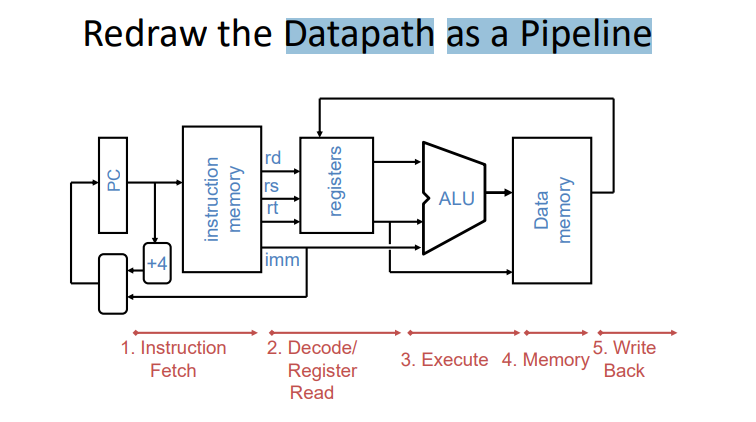 Redraw the Datapath as a Pipeline
PC
+4
instruction
memory
rd
rs
rt
imm
registers
ALU
Data
memory
1. Instruction
Fetch
2. Decode/
Register
Read
3. Execute
4. Memory
5. Write
Back